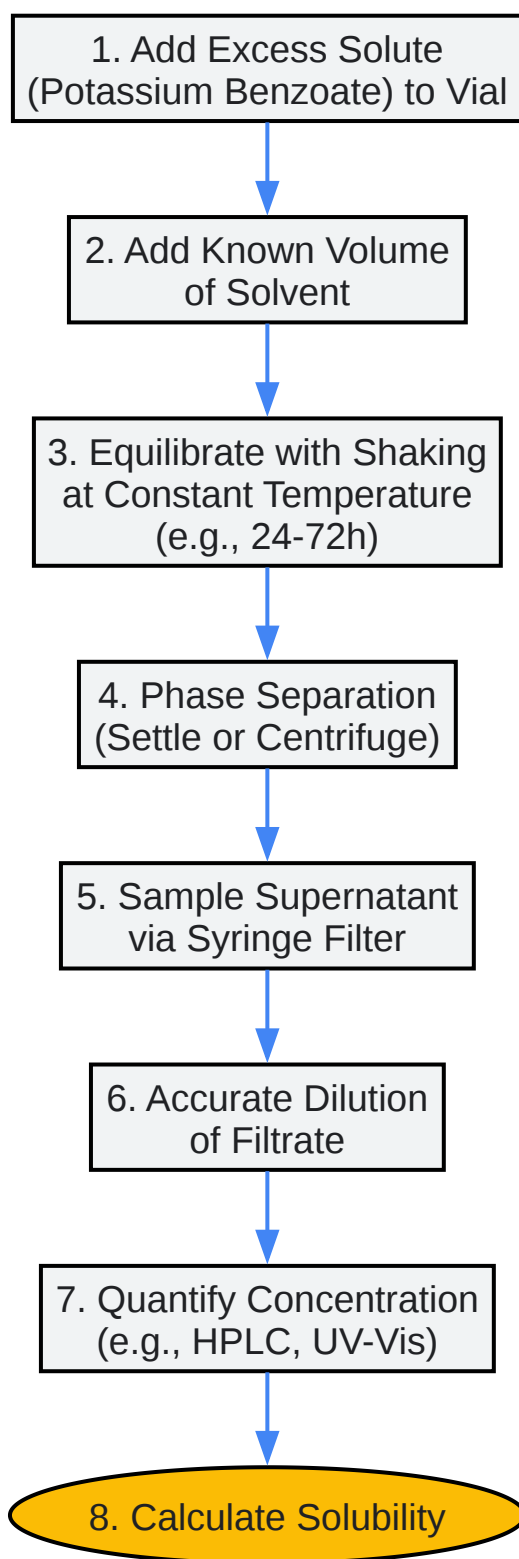 1. Add Excess Solute
(Potassium Benzoate) to Vial
2. Add Known Volume
of Solvent
3. Equilibrate with Shaking
at Constant Temperature
(e.g., 24-72h)
4. Phase Separation
(Settle or Centrifuge)
5. Sample Supernatant
via Syringe Filter
6. Accurate Dilution
of Filtrate
7. Quantify Concentration
(e.g., HPLC, UV-Vis)
8. Calculate Solubility